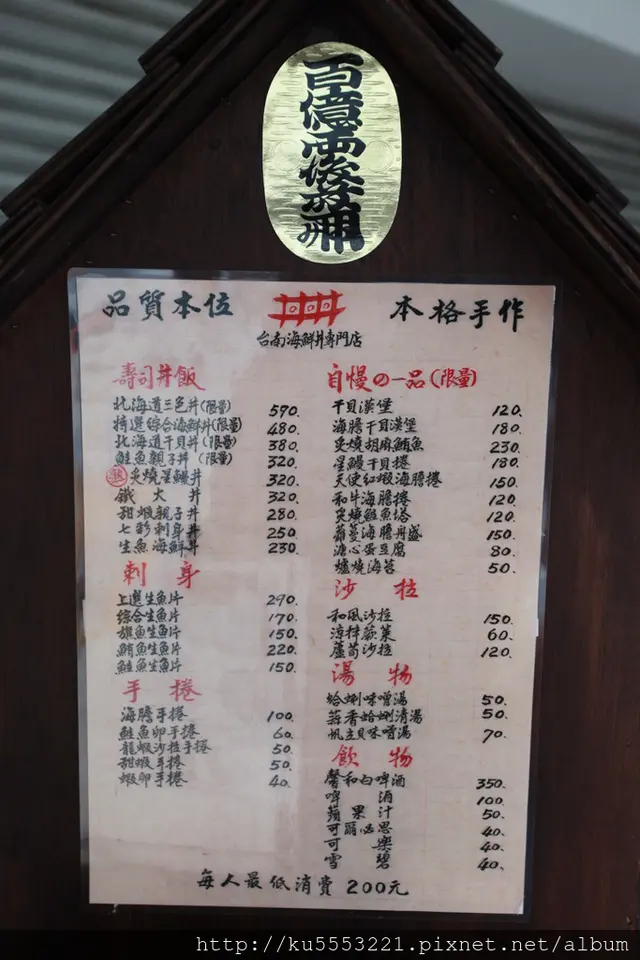 品質本位
本格手作
台南海鮮丼専門店
壽司丼飯
北海道三色丼(限量) 590.
特選綜合海鮮丼(限量) 480.
北海道干貝丼(限量) 380.
鮭魚親子丼(限量) 320.
炙燒星鰻丼 320.
鐵火丼 320.
甜蝦親子丼 280.
七彩刺身丼 250.
生魚海鮮丼 230.
刺身
上選生魚片 290.
綜合生魚片 170.
旗魚生魚片 150.
鮪魚生魚片 220.
鮭魚生魚片 150.
手捲
海膽手捲 100.
鮭魚卵手捲 60.
龍蝦沙拉手捲 50.
甜蝦手捲 50.
蝦卵手捲 40.
自慢の一品(限量)
干貝漢堡 120.
海膽干貝漢堡 180.
炙燒胡麻鮪魚 230.
星鰻干貝捲 180.
天使紅蝦海膽捲 150.
和牛海膽捲 120.
炙燒鮭魚塔 120.
蘿蔓海膽丹盛 150.
溏心蛋豆腐 80.
爐燒海苔 50.
沙拉
和風沙拉 150.
涼拌蕨菜 60.
蘆筍沙拉 120.
湯物
蛤蜊味噌湯 50.
蒜香蛤蜊清湯 50.
帆立貝味噌湯 70.
飲物
馨和白啤酒 350.
啤酒 100.
蘋果汁 50.
可爾必思 40.
可樂 40.
雪碧 40.
每人最低消費 200元
http://ku5553221.pixnet.net/album